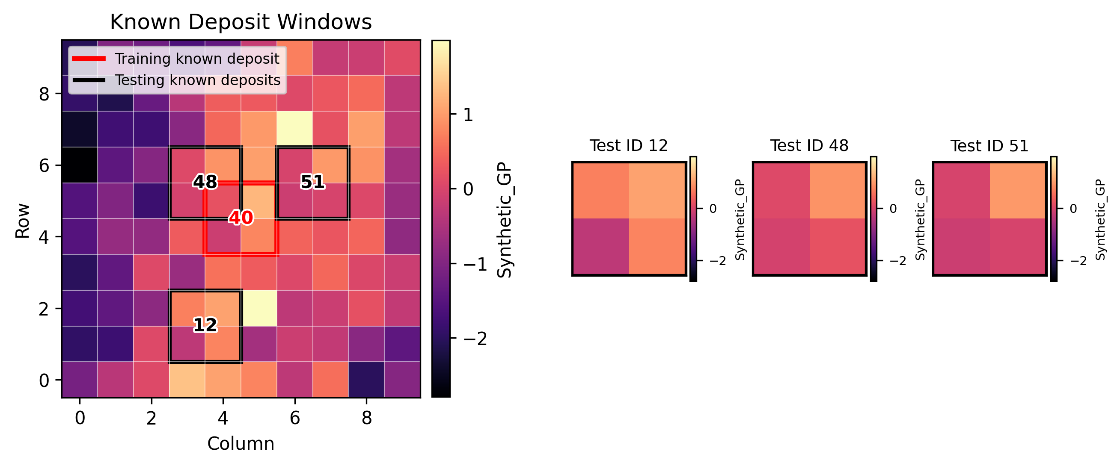 Known Deposit Windows
Training known deposit
Testing known deposits
48
51
40
12
8
6
4
2
0
Row
0
2
4
6
8
Column
1
0
−1
−2
Synthetic_GP
Test ID 12
0
−2
Synthetic_GP
Test ID 48
0
−2
Synthetic_GP
Test ID 51
0
−2
Synthetic_GP